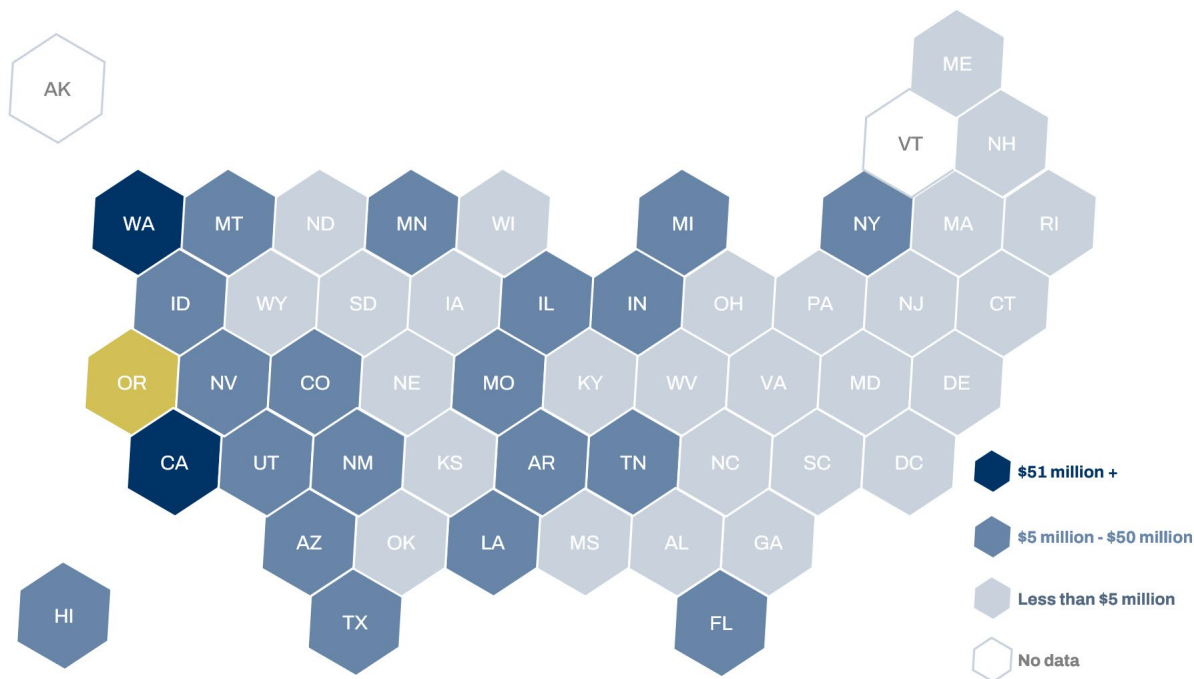 ME
AK
VT
NH
WA
MT
ND
MN
WI
MI
NY
MA
RI
ID
WY
SD
IA
IL
IN
OH
PA
NJ
CT
OR
NV
CO
NE
MO
KY
WV
VA
MD
DE
CA
UT
NM
KS
AR
TN
NC
SC
DC
$51 million +
AZ
OK
LA
MS
AL
GA
$5 million - $50 million
Less than $5 million
HI
TX
FL
No data